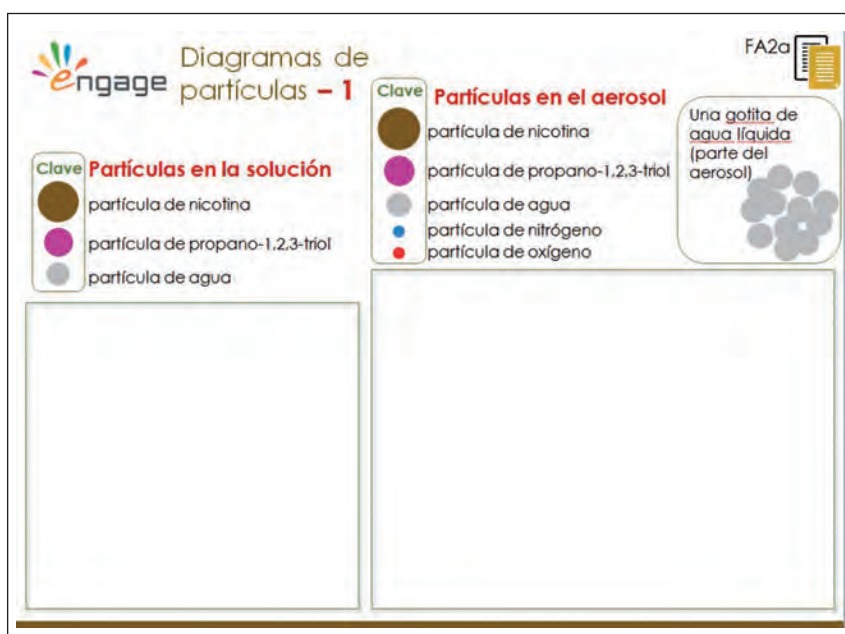 engage
Diagramas de
partículas – 1
FA2a
Clave
Partículas en la solución
partícula de nicotina
partícula de propano-1,2,3-triol
partícula de agua
Clave
Partículas en el aerosol
partícula de nicotina
partícula de propano-1,2,3-triol
partícula de agua
partícula de nitrógeno
partícula de oxígeno
Una gotita de
agua líquida
(parte del
aerosol)